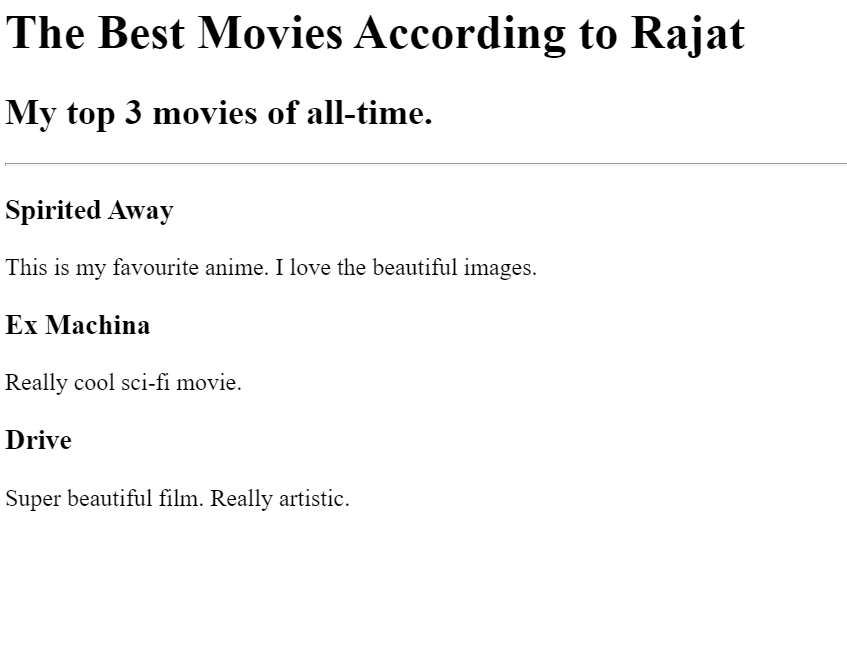 The Best Movies According to Rajat
My top 3 movies of all-time.
Spirited Away
This is my favourite anime. I love the beautiful images.
Ex Machina
Really cool sci-fi movie.
Drive
Super beautiful film. Really artistic.